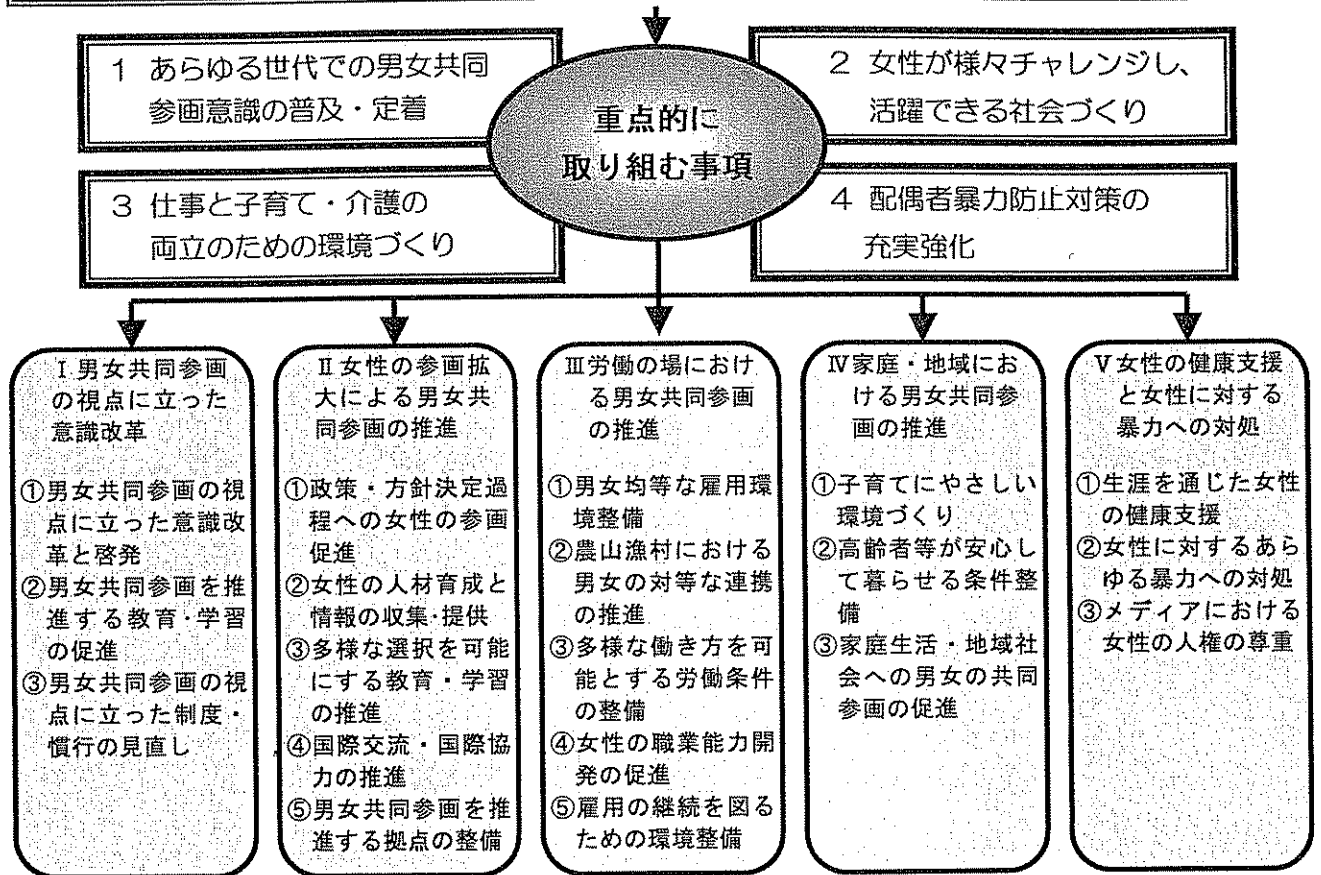 1 あらゆる世代での男女共同
参画意識の普及・定着
2 女性が様々チャレンジし、
活躍できる社会づくり
重点的に
取り組む事項
3 仕事と子育て・介護の
両立のための環境づくり
4 配偶者暴力防止対策の
充実強化
Ⅰ男女共同参画
の視点に立った
意識改革
①男女共同参画の視
点に立った意識改
革と啓発
②男女共同参画を推
進する教育・学習
の促進
③男女共同参画の視
点に立った制度・
慣行の見直し
Ⅱ女性の参画拡
大による男女共
同参画の推進
①政策・方針決定過
程への女性の参画
促進
②女性の人材育成と
情報の収集・提供
③多様な選択を可能
にする教育・学習
の推進
④国際交流・国際協
力の推進
⑤男女共同参画を推
進する拠点の整備
Ⅲ労働の場におけ
る男女共同参画
の推進
①男女均等な雇用環
境整備
②農山漁村における
男女の対等な連携
の推進
③多様な働き方を可
能とする労働条件
の整備
④女性の職業能力開
発の促進
⑤雇用の継続を図る
ための環境整備
Ⅳ家庭・地域にお
ける男女共同参
画の推進
①子育てにやさしい
環境づくり
②高齢者等が安心し
て暮らせる条件整
備
③家庭生活・地域社
会への男女の共同
参画の促進
Ⅴ女性の健康支援
と女性に対する
暴力への対処
①生涯を通じた女性
の健康支援
②女性に対するあら
ゆる暴力への対処
③メディアにおける
女性の人権の尊重